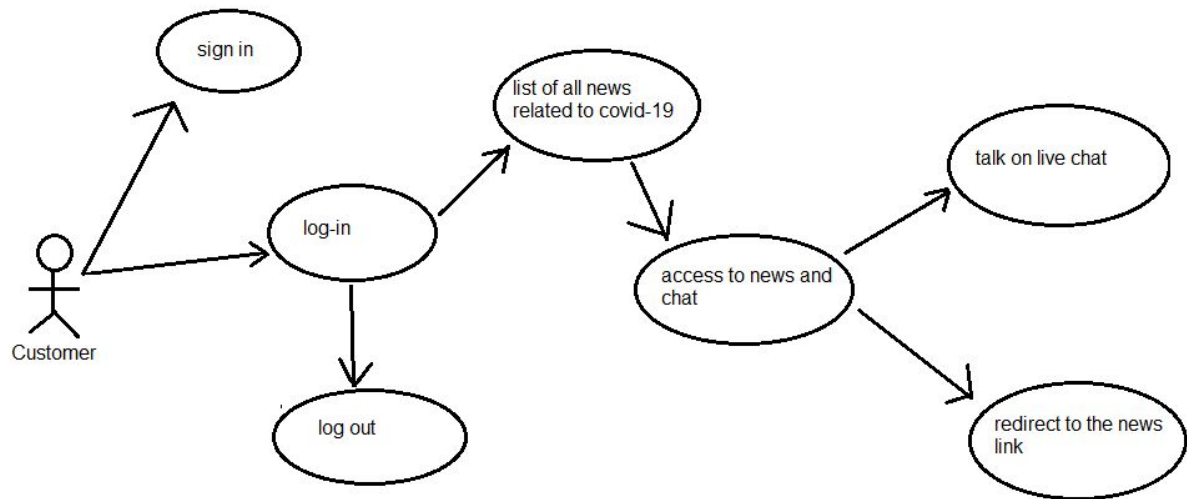 sign in
list of all news
related to covid-19
talk on live chat
log-in
access to news and
chat
Customer
log out
redirect to the news
link